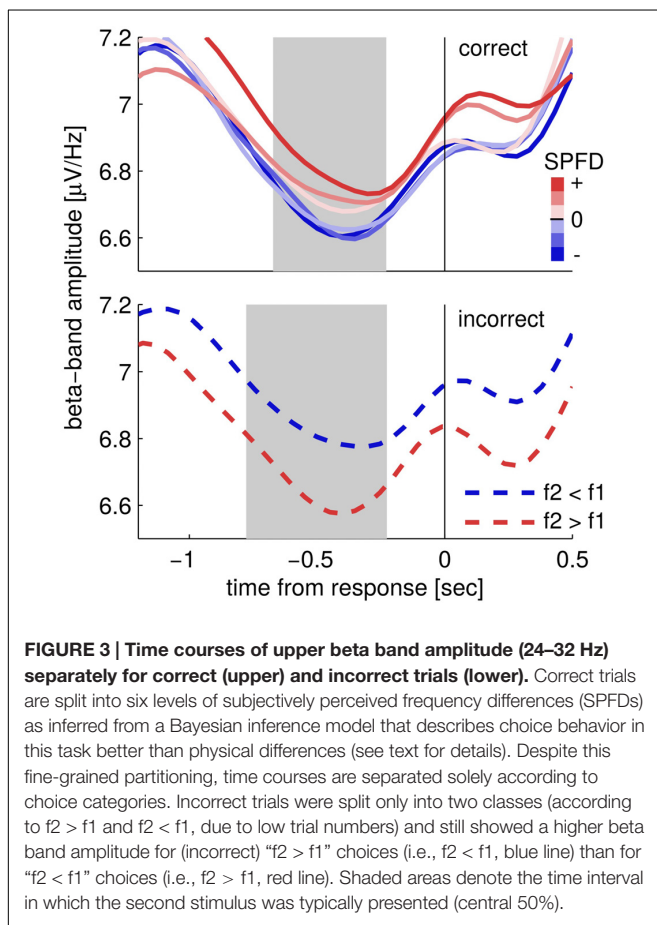 7.2
7
6.8
6.6
correct
SPFD
+
0
-
beta-band amplitude [µV/Hz]
7.2
7
6.8
6.6
incorrect
f2 < f1
f2 > f1
−1
−0.5
0
0.5
time from response [sec]
FIGURE 3 | Time courses of upper beta band amplitude (24–32 Hz)
separately for correct (upper) and incorrect trials (lower). Correct trials
are split into six levels of subjectively perceived frequency differences (SPFDs)
as inferred from a Bayesian inference model that describes choice behavior in
this task better than physical differences (see text for details). Despite this
fine-grained partitioning, time courses are separated solely according to
choice categories. Incorrect trials were split only into two classes (according
to f2 > f1 and f2 < f1, due to low trial numbers) and still showed a higher beta
band amplitude for (incorrect) “f2 > f1” choices (i.e., f2 < f1, blue line) than for
“f2 < f1” choices (i.e., f2 > f1, red line). Shaded areas denote the time interval
in which the second stimulus was typically presented (central 50%).